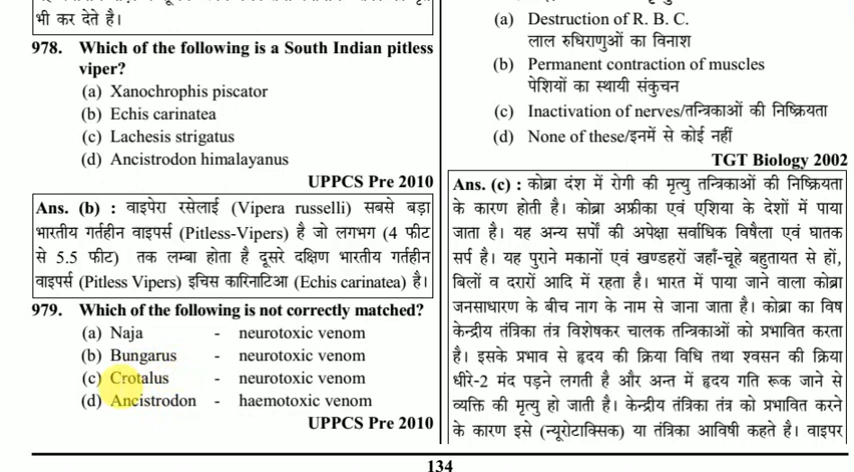 भी कर देते है।
978. Which of the following is a South Indian pitless
viper?
(a) Xanochrophis piscator
(b) Echis carinatea
(c) Lachesis strigatus
(d) Ancistrodon himalayanus
UPPCS Pre 2010
Ans. (b) : वाइपेरा रसेलाई (Vipera russelli) सबसे बड़ा
भारतीय गर्तहीन वाइपर्स (Pitless-Vipers) है जो लगभग (4 फीट
से 5.5 फीट) तक लम्बा होता है दूसरे दक्षिण भारतीय गर्तहीन
वाइपर्स (Pitless Vipers) इचिस कारिनाटिआ (Echis carinatea) है।
979. Which of the following is not correctly matched?
(a) Naja - neurotoxic venom
(b) Bungarus - neurotoxic venom
(c) Crotalus - neurotoxic venom
(d) Ancistrodon - haemotoxic venom
UPPCS Pre 2010
(a) Destruction of R. B. C.
लाल रुधिराणुओं का विनाश
(b) Permanent contraction of muscles
पेशियों का स्थायी संकुचन
(c) Inactivation of nerves/तन्त्रिकाओं की निष्क्रियता
(d) None of these/इनमें से कोई नहीं
TGT Biology 2002
Ans. (c) : कोब्रा दंश में रोगी की मृत्यु तन्त्रिकाओं की निष्क्रियता
के कारण होती है। कोब्रा अफ्रीका एवं एशिया के देशों में पाया
जाता है। यह अन्य सर्पों की अपेक्षा सर्वाधिक विषैला एवं घातक
सर्प है। यह पुराने मकानों एवं खण्डहरों जहाँ-चूहे बहुतायत से हों,
बिलों व दरारों आदि में रहता है। भारत में पाया जाने वाला कोब्रा
जनसाधारण के बीच नाग के नाम से जाना जाता है। कोब्रा का विष
केन्द्रीय तंत्रिका तंत्र विशेषकर चालक तन्त्रिकाओं को प्रभावित करता
है। इसके प्रभाव से हृदय की क्रिया विधि तथा श्वसन की क्रिया
धीरे-2 मंद पड़ने लगती है और अन्त में हृदय गति रूक जाने से
व्यक्ति की मृत्यु हो जाती है। केन्द्रीय तंत्रिका तंत्र को प्रभावित करने
के कारण इसे (न्यूरोटाक्सिक) या तंत्रिका आविषी कहते है। वाइपर
134